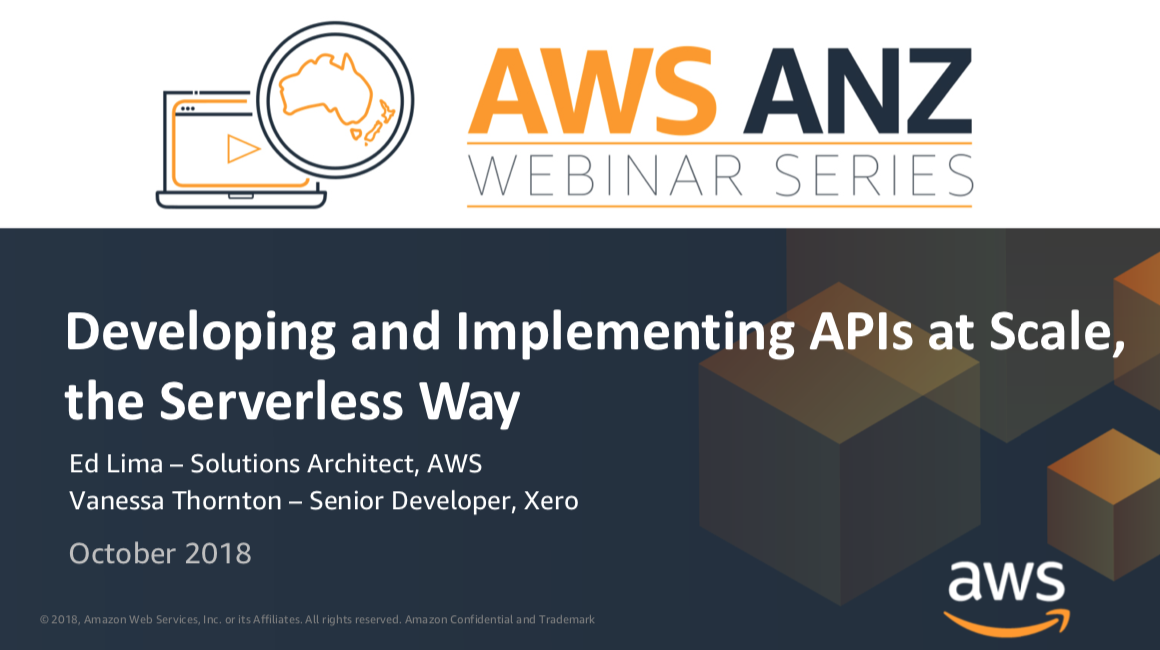 AWS ANZ
WEBINAR SERIES
Developing and Implementing APIs at Scale,
the Serverless Way
Ed Lima – Solutions Architect, AWS
Vanessa Thornton – Senior Developer, Xero
October 2018
aws
© 2018, Amazon Web Services, Inc. or its Affiliates. All rights reserved. Amazon Confidential and Trademark